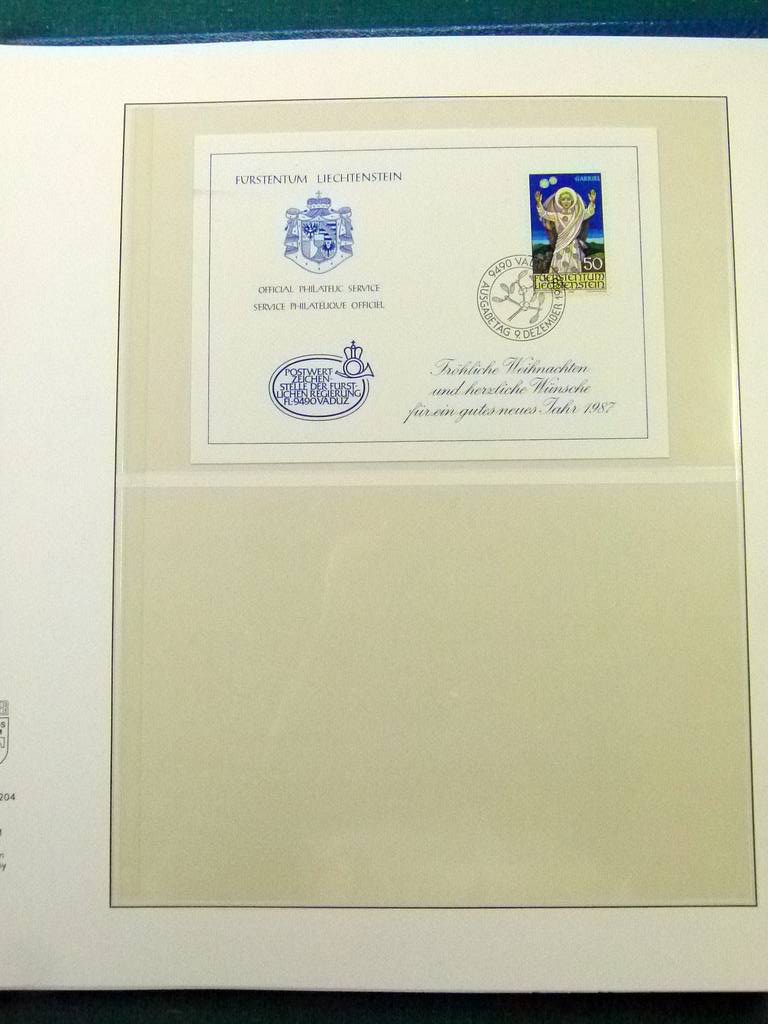 FÜRSTENTUM LIECHTENSTEIN
OFFICIAL PHILATELIC SERVICE
SERVICE PHILATELIQUE OFFICIEL
POSTWERT-
ZEICHEN-
STELLE DER FÜRST-
LICHEN REGIERUNG
FL-9490 VADUZ
GABRIEL
50
FÜRSTENTUM
LIECHTENSTEIN
9490
AUSGABETAG 9. DEZEMBER
Fröhliche Weihnachten
und herzliche Wünsche
für ein gutes neues Jahr 1987
204